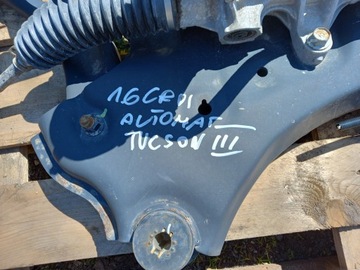 1.6 CRDI
AUTOMAT
TUCSON III